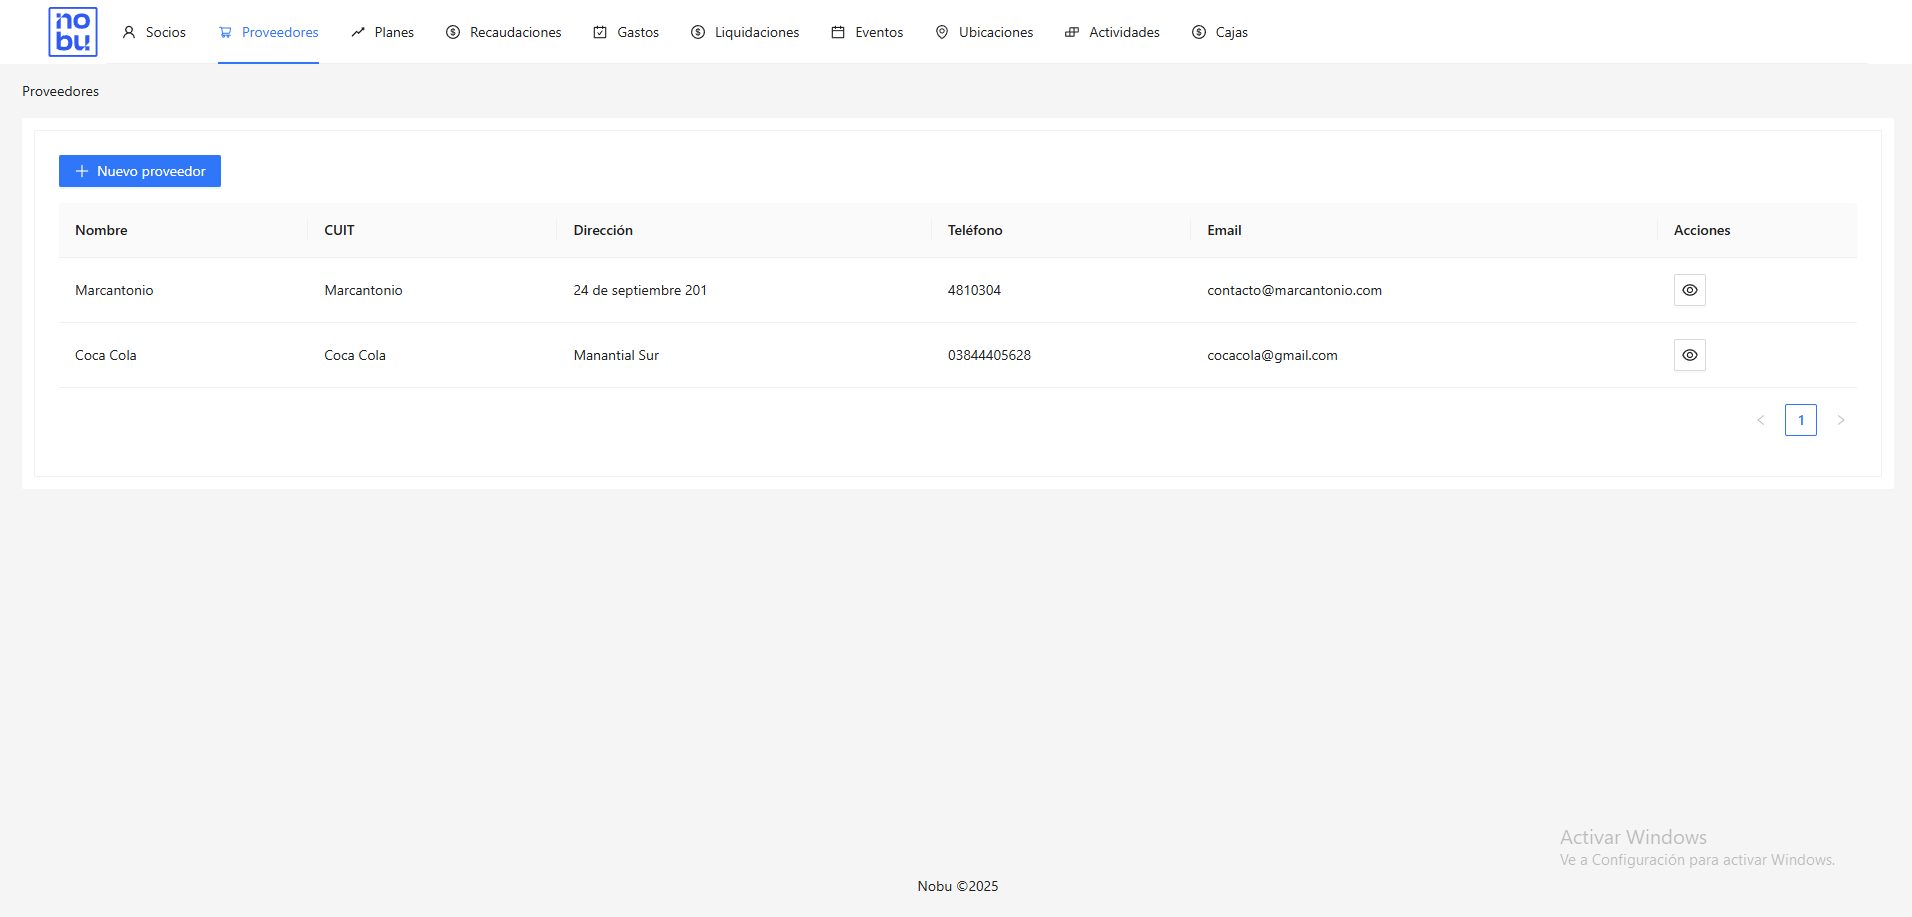 nobu
Socios Proveedores Planes Recaudaciones Gastos Liquidaciones Eventos Ubicaciones Actividades Cajas
Proveedores
Nuevo proveedor
Nombre CUIT Dirección Teléfono Email Acciones
Marcantonio Marcantonio 24 de septiembre 201 4810304 contacto@marcantonio.com
Coca Cola Coca Cola Manantial Sur 03844405628 cocacola@gmail.com
1
Activar Windows
Ve a Configuración para activar Windows.
Nobu ©2025